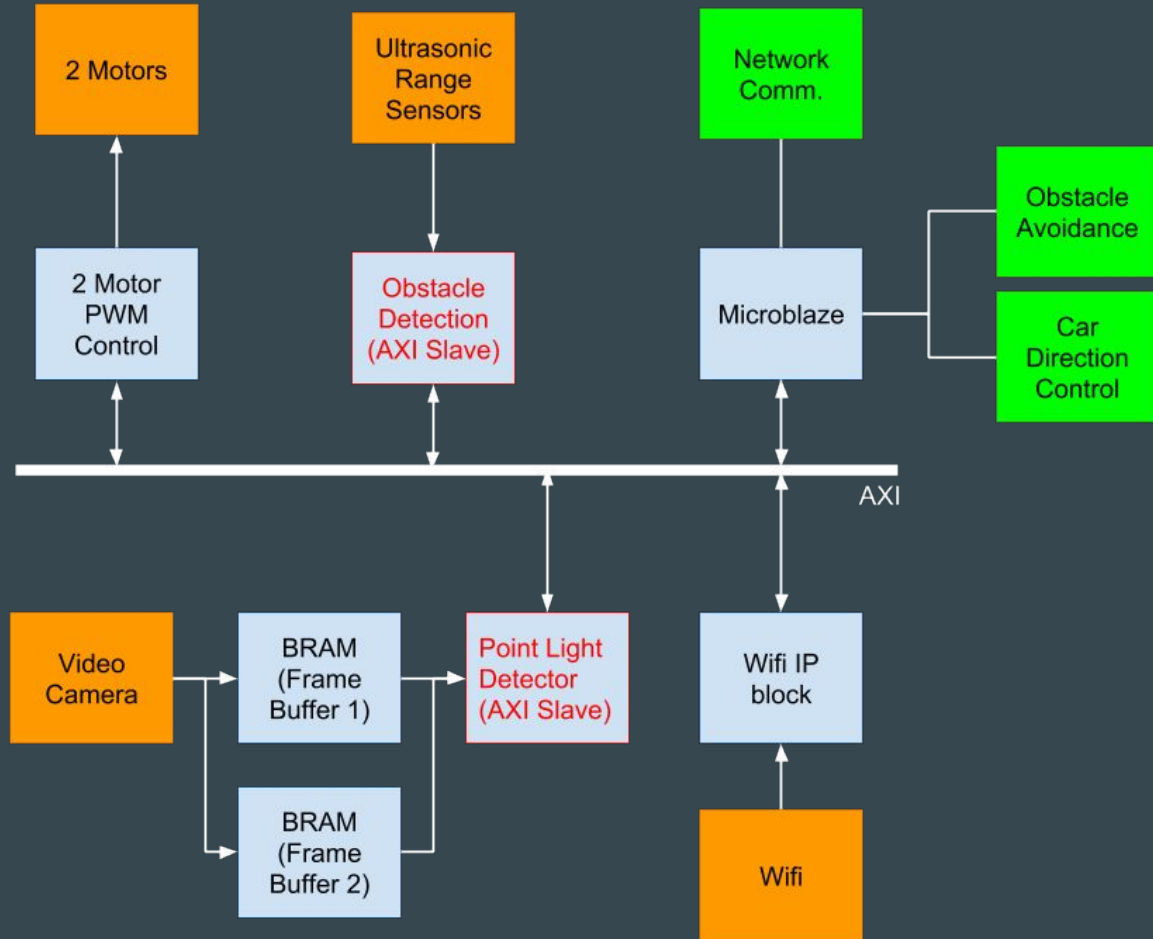 2 Motors
Ultrasonic
Range
Sensors
Network
Comm.
Obstacle
Avoidance
2 Motor
PWM
Control
Obstacle
Detection
(AXI Slave)
Microblaze
Car
Direction
Control
AXI
Video
Camera
BRAM
(Frame
Buffer 1)
Point Light
Detector
(AXI Slave)
Wifi IP
block
BRAM
(Frame
Buffer 2)
Wifi